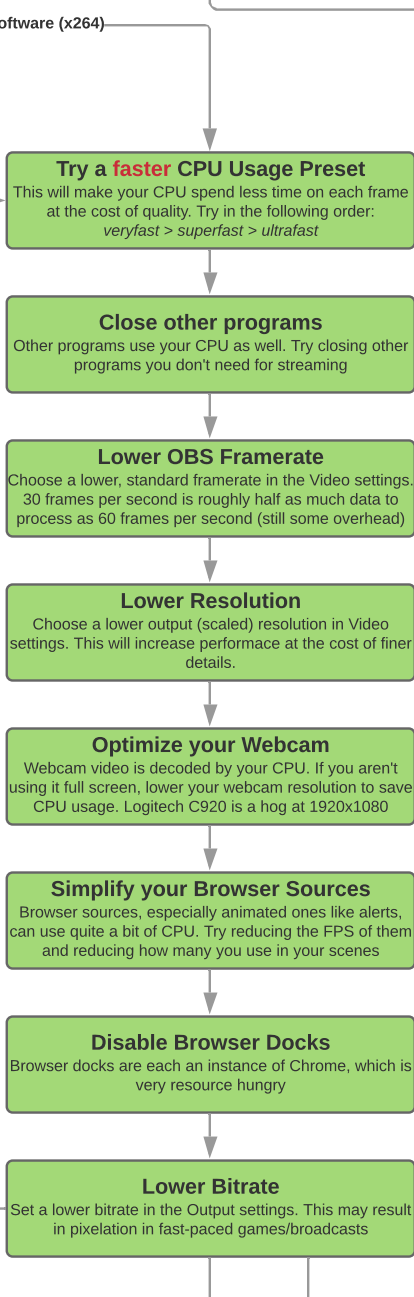 oftware (x264)
Try a faster CPU Usage Preset
This will make your CPU spend less time on each frame
at the cost of quality. Try in the following order:
veryfast > superfast > ultrafast
Close other programs
Other programs use your CPU as well. Try closing other
programs you don't need for streaming
Lower OBS Framerate
Choose a lower, standard framerate in the Video settings.
30 frames per second is roughly half as much data to
process as 60 frames per second (still some overhead)
Lower Resolution
Choose a lower output (scaled) resolution in Video
settings. This will increase performace at the cost of finer
details.
Optimize your Webcam
Webcam video is decoded by your CPU. If you aren't
using it full screen, lower your webcam resolution to save
CPU usage. Logitech C920 is a hog at 1920x1080
Simplify your Browser Sources
Browser sources, especially animated ones like alerts,
can use quite a bit of CPU. Try reducing the FPS of them
and reducing how many you use in your scenes
Disable Browser Docks
Browser docks are each an instance of Chrome, which is
very resource hungry
Lower Bitrate
Set a lower bitrate in the Output settings. This may result
in pixelation in fast-paced games/broadcasts